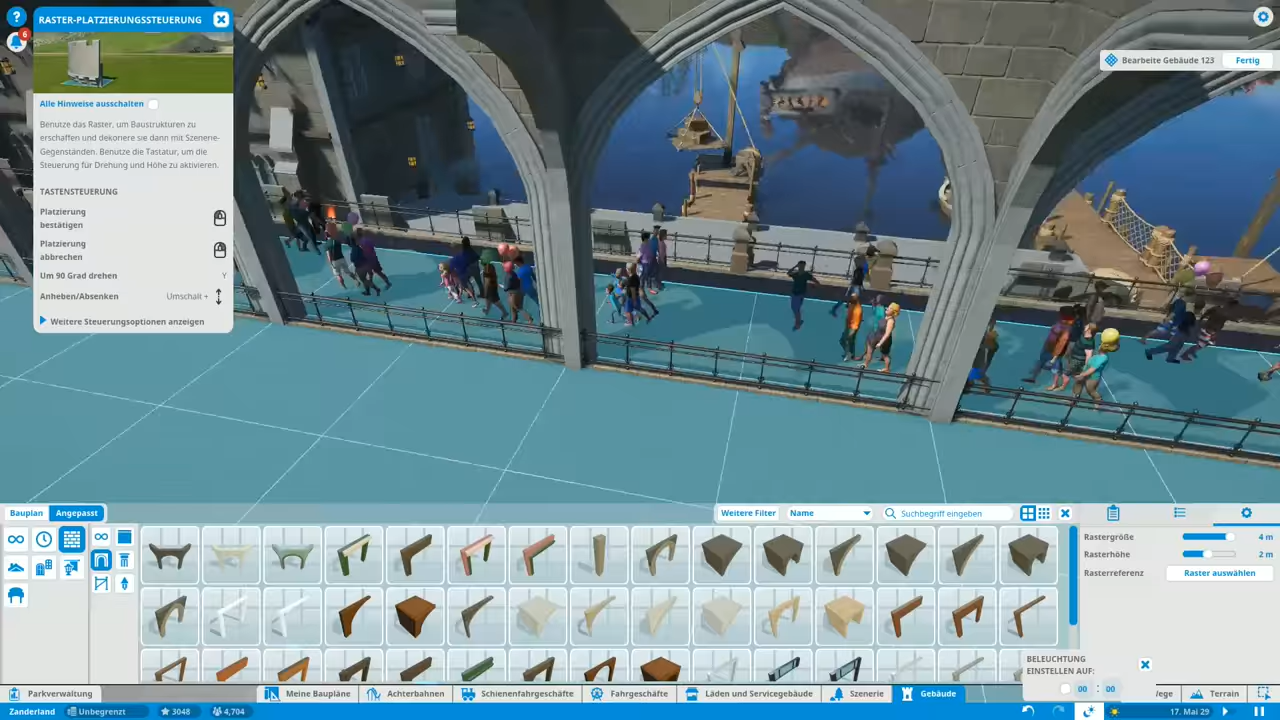 ?
6
RASTER-PLATZIERUNGSSTEUERUNG
Alle Hinweise ausschalten
Benutze das Raster, um Baustrukturen zu
erschaffen und dekoriere sie dann mit Szenerie-
Gegenständen. Benutze die Tastatur, um die
Steuerung für Drehung und Höhe zu aktivieren.
TASTENSTEUERUNG
Platzierung
bestätigen
Platzierung
abbrechen
Um 90 Grad drehen Y
Anheben/Absenken Umschalt +
Weitere Steuerungsoptionen anzeigen
Bearbeite Gebäude 123 Fertig
Bauplan Angepasst
Weitere Filter Name Suchbegriff eingeben
Rastergröße 4 m
Rasterhöhe 2 m
Rasterreferenz Raster auswählen
BELEUCHTUNG
EINSTELLEN AUF:
00 : 00
Parkverwaltung Meine Baupläne Achterbahnen Schienenfahrgeschäfte Fahrgeschäfte Läden und Servicegebäude Szenerie Gebäude Terrain
Zanderland Unbegrenzt 3048 4,704 17. Mai 29